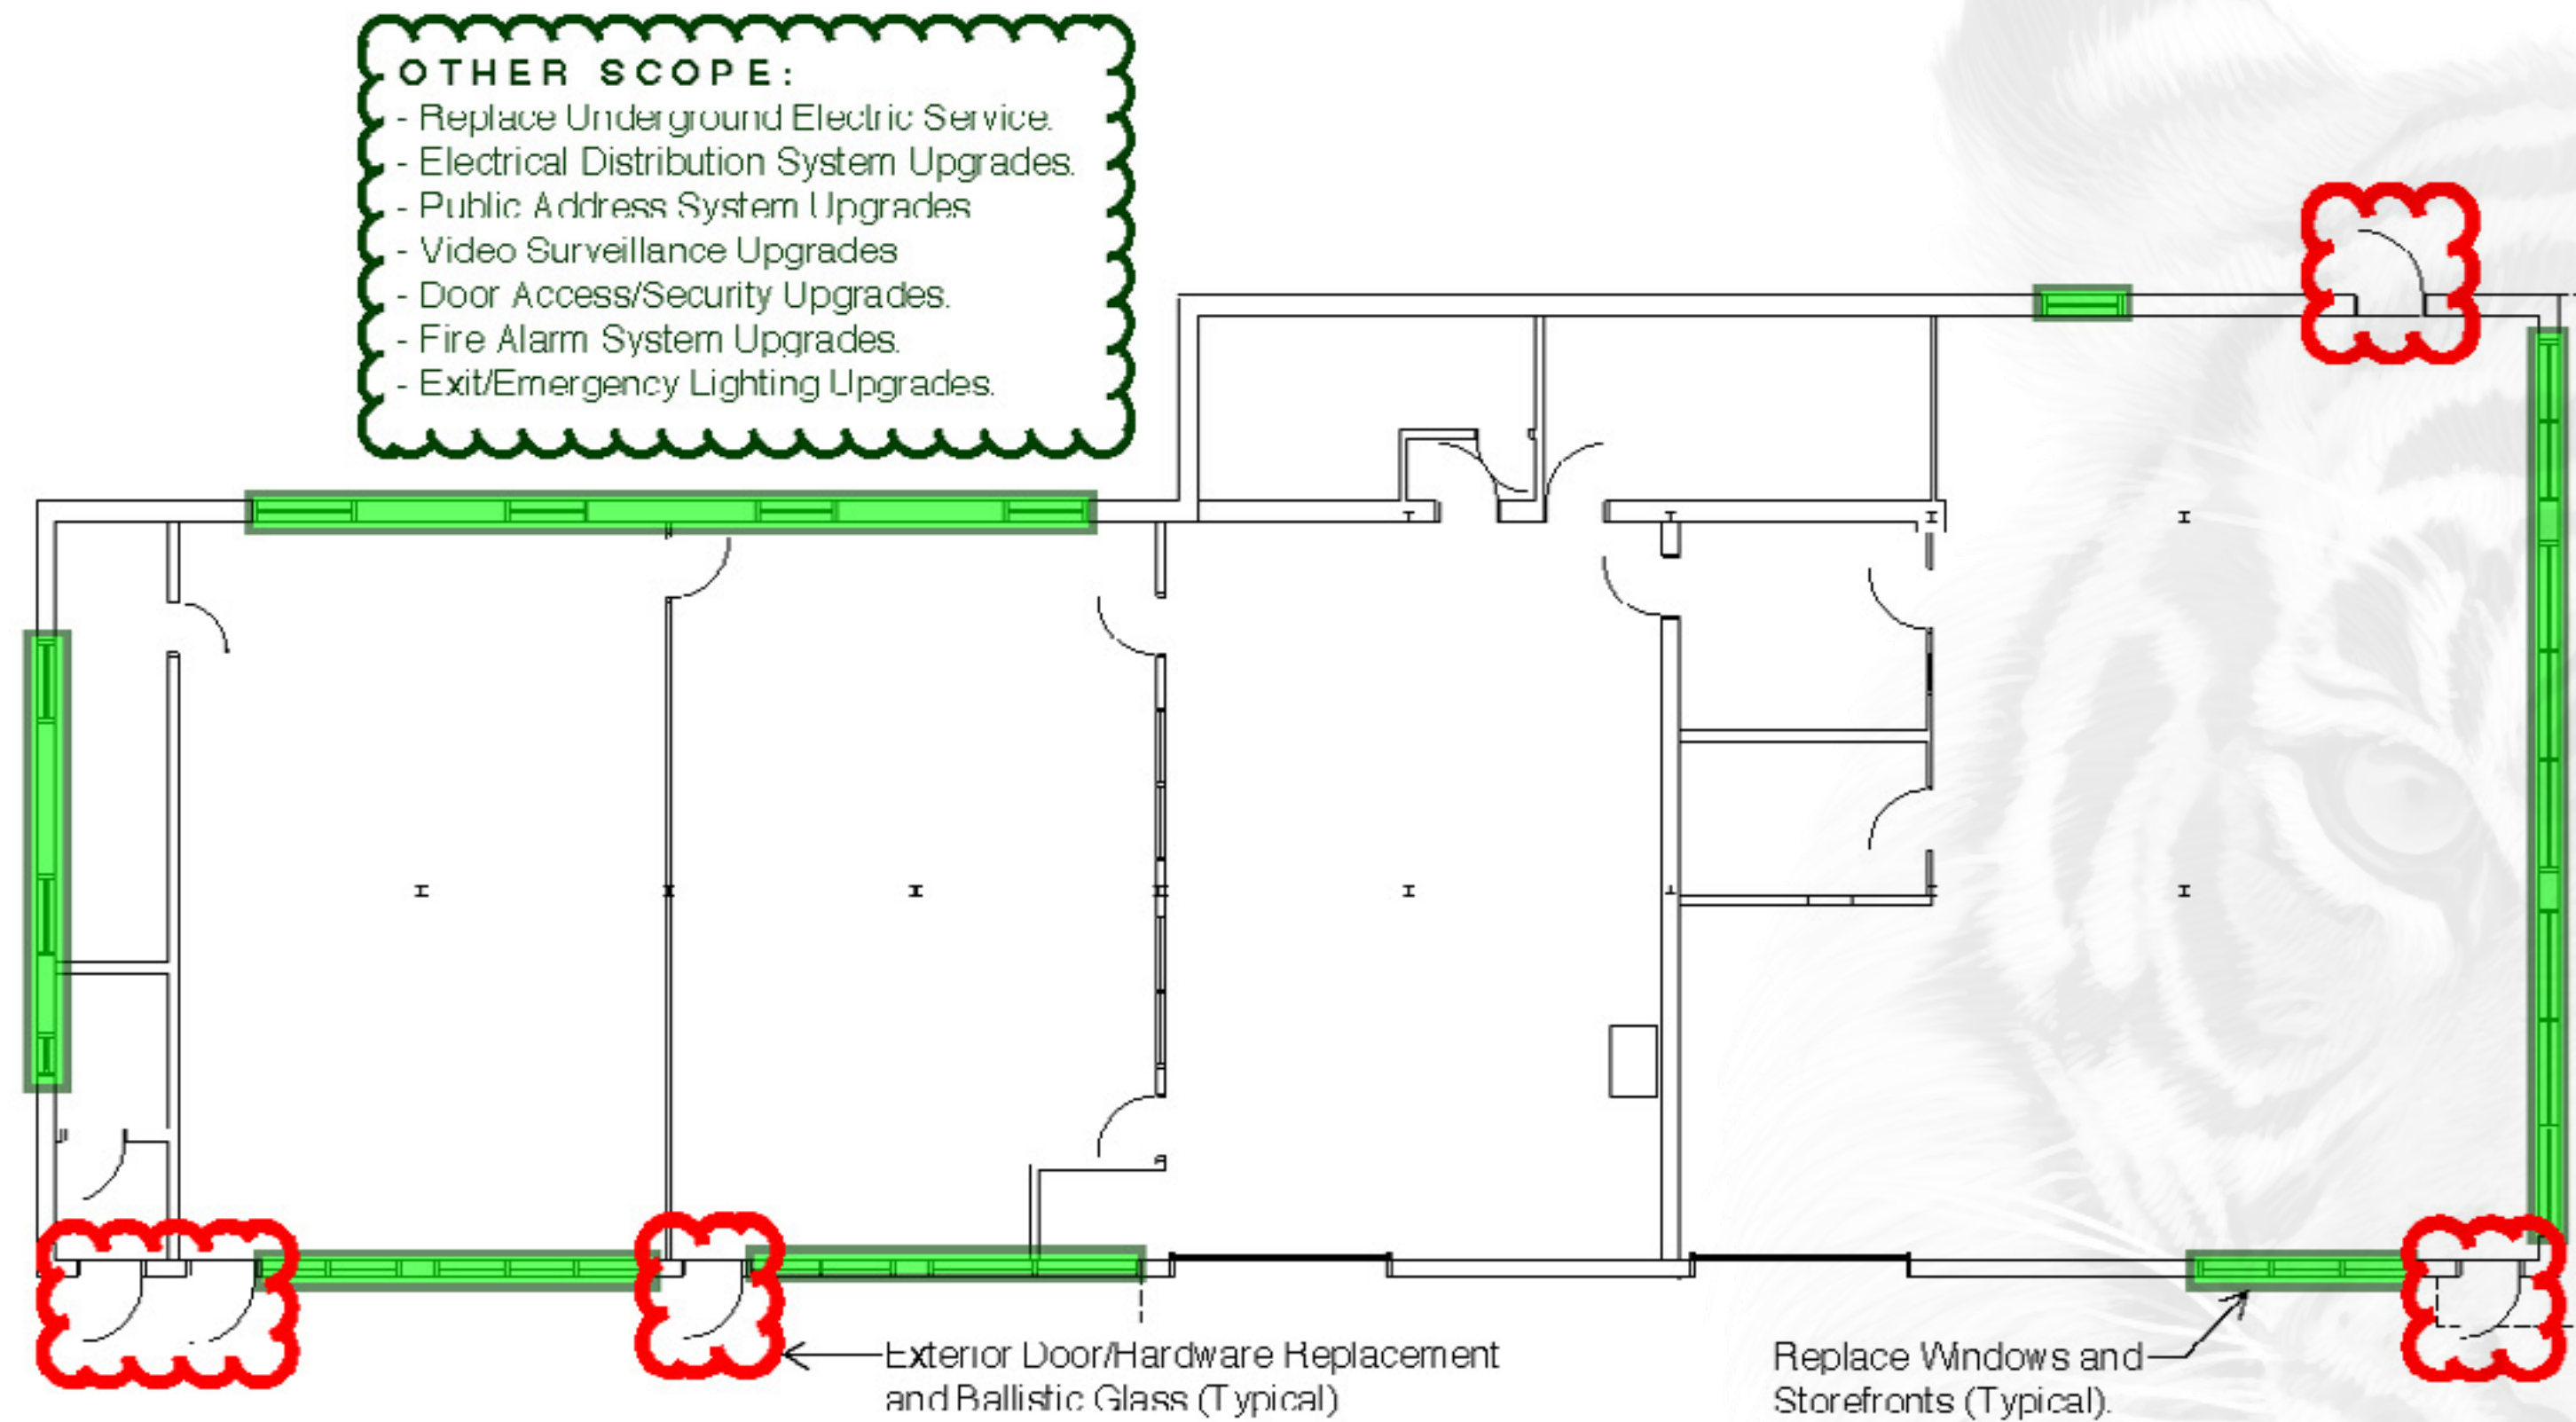 OTHER SCOPE:
- Replace Underground Electric Service.
- Electrical Distribution System Upgrades.
- Public Address System Upgrades
- Video Surveillance Upgrades
- Door Access/Security Upgrades.
- Fire Alarm System Upgrades.
- Exit/Emergency Lighting Upgrades.
Exterior Door/Hardware Replacement
and Ballistic Glass (Typical)
Replace Windows and
Storefronts (Typical).